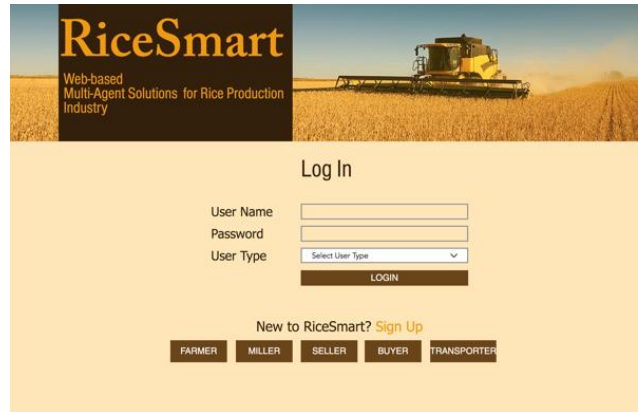 RiceSmart
Web-based
Multi-Agent Solutions for Rice Production
Industry
Log In
User Name
Password
User Type
Select User Type
LOGIN
New to RiceSmart? Sign Up
FARMER MILLER SELLER BUYER TRANSPORTER